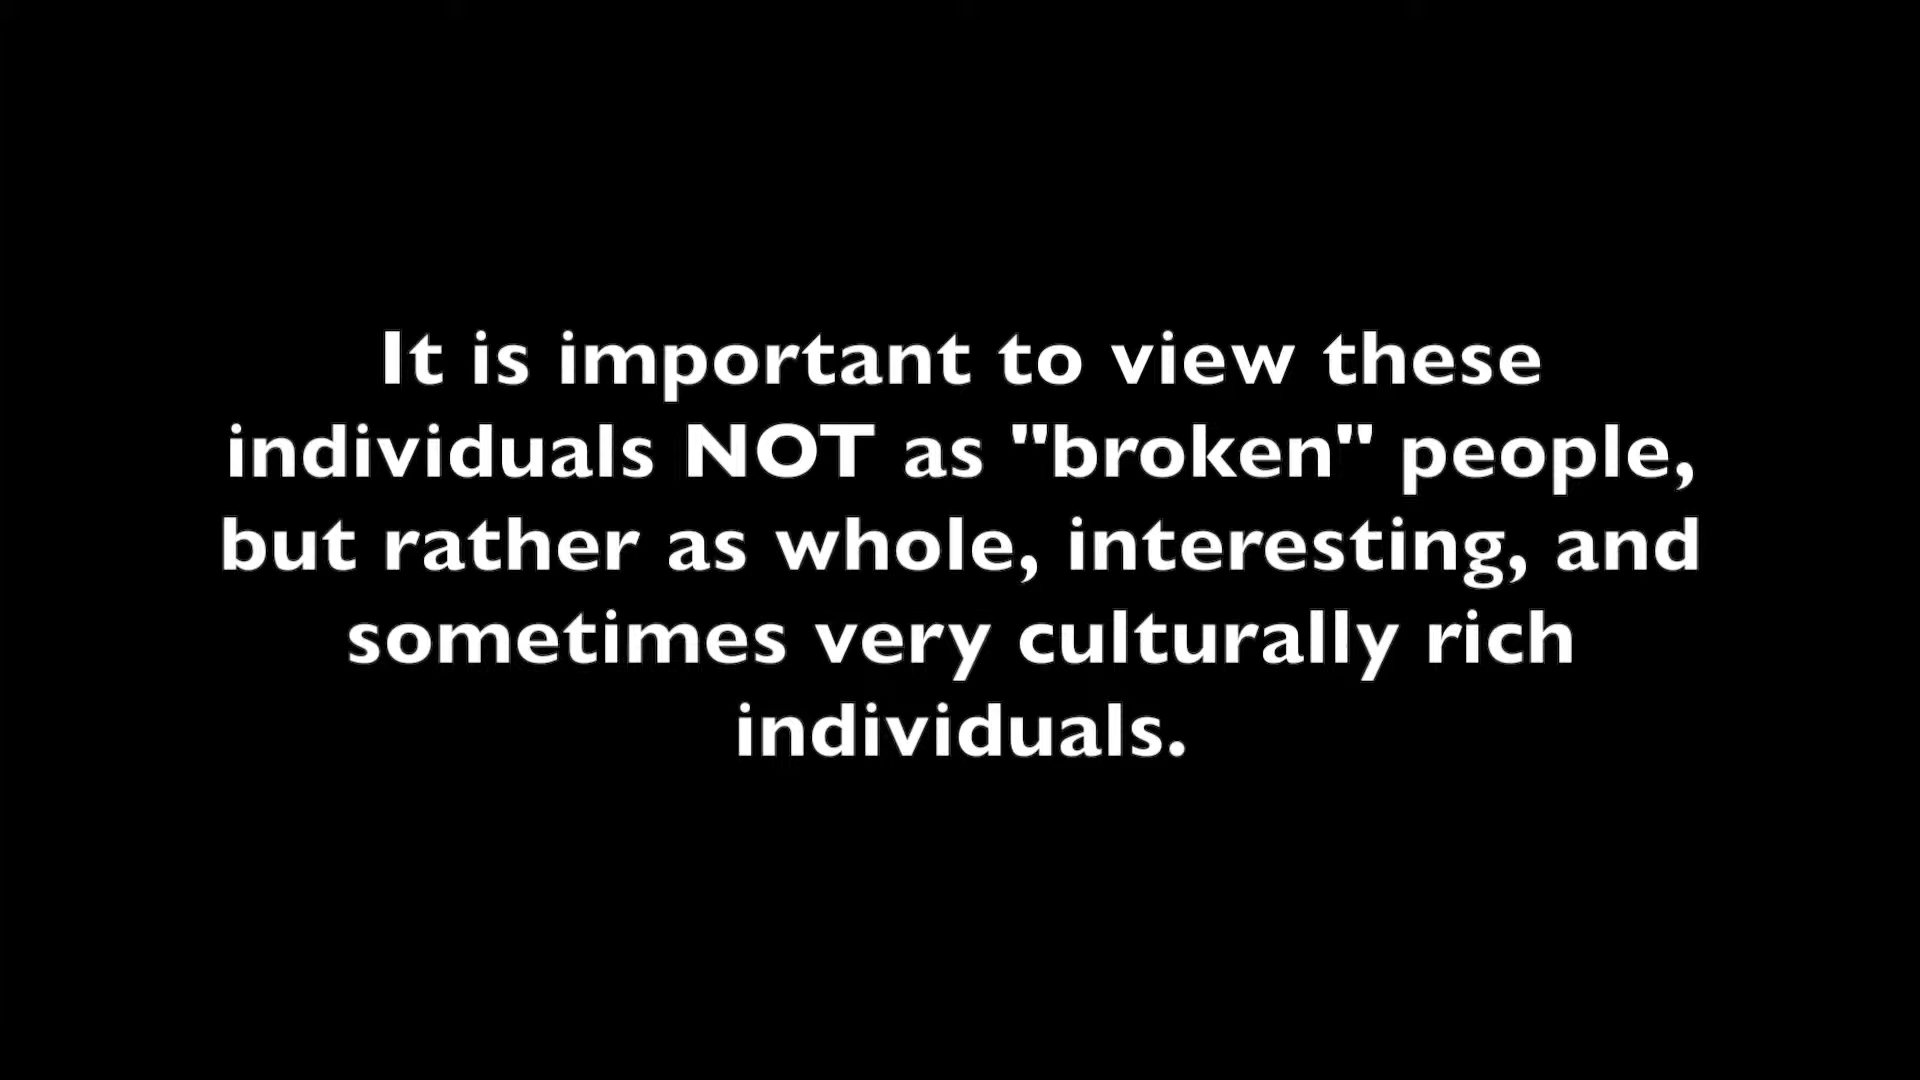 It is important to view these
individuals NOT as "broken" people,
but rather as whole, interesting, and
sometimes very culturally rich
individuals.